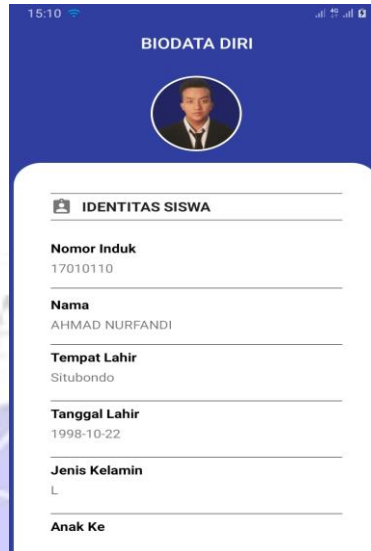 15:10
BIODATA DIRI
IDENTITAS SISWA
Nomor Induk
17010110
Nama
AHMAD NURFANDI
Tempat Lahir
Situbondo
Tanggal Lahir
1998-10-22
Jenis Kelamin
L
Anak Ke